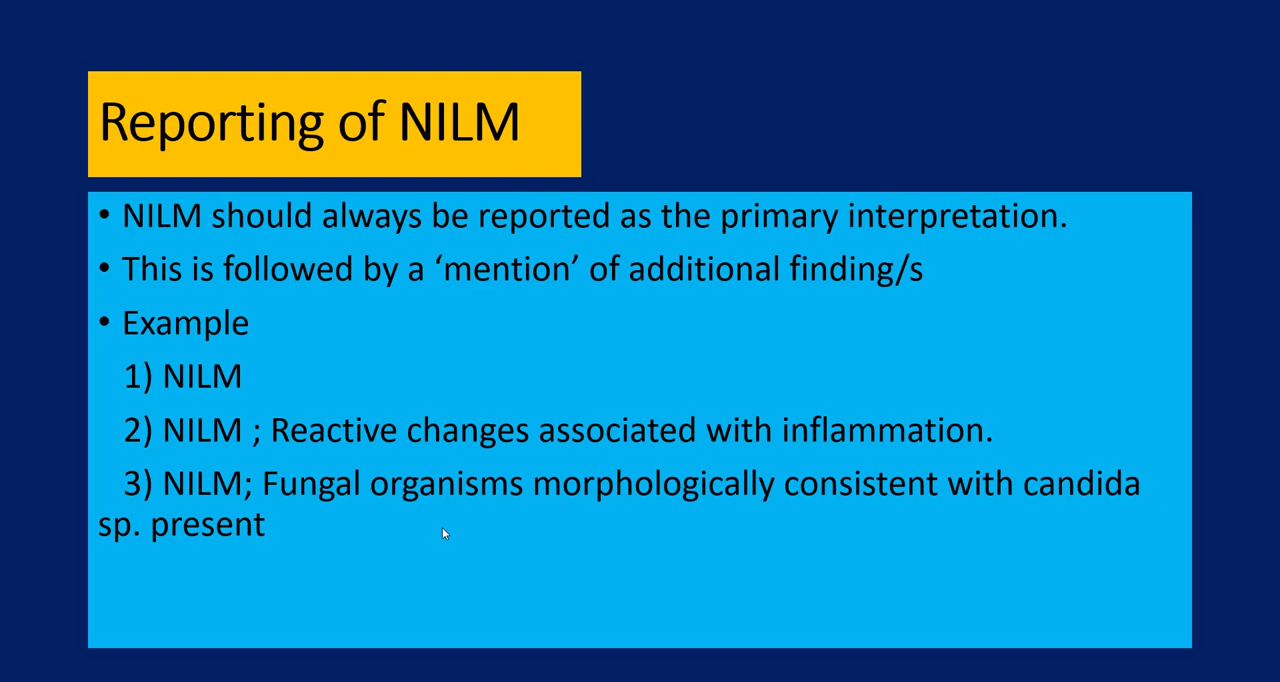 Reporting of NILM
• NILM should always be reported as the primary interpretation.
• This is followed by a ‘mention’ of additional finding/s
• Example
1) NILM
2) NILM ; Reactive changes associated with inflammation.
3) NILM; Fungal organisms morphologically consistent with candida
sp. present